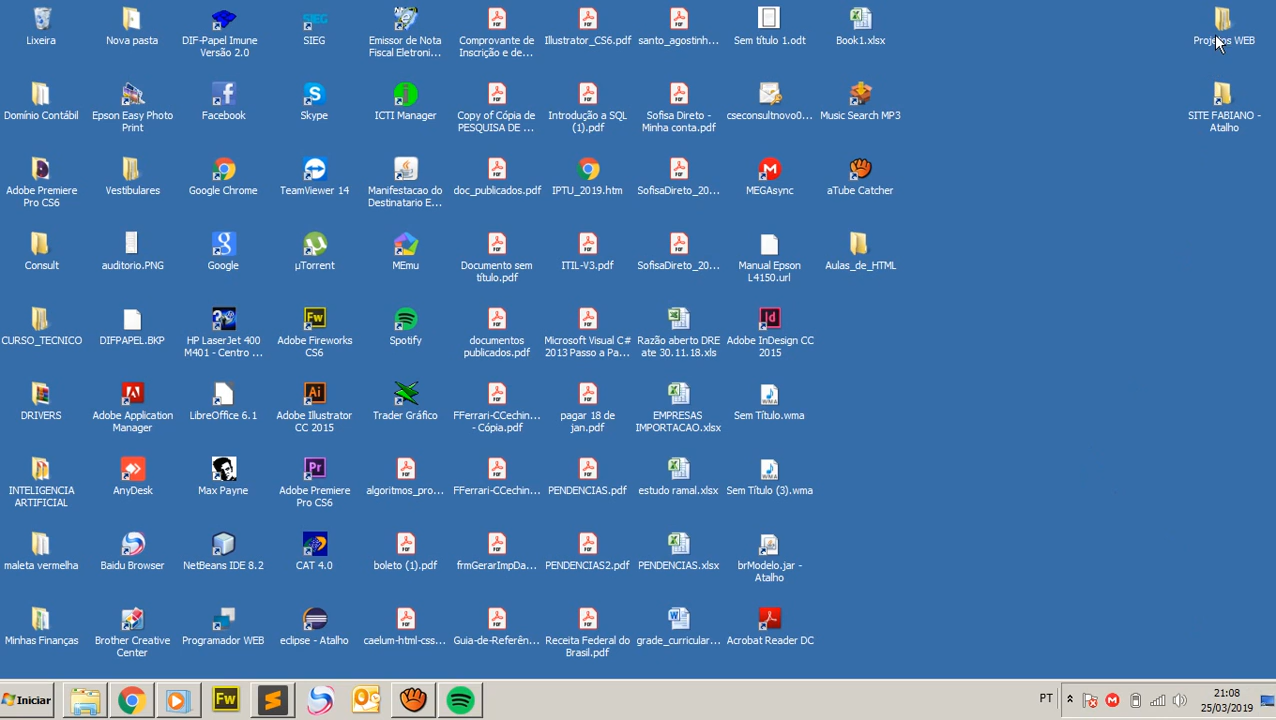 Lixeira
Nova pasta
DIF-Papel Imune
Versão 2.0
SIEG
Emissor de Nota
Fiscal Eletroni...
Comprovante de
Inscrição e de...
Illustrator_CS6.pdf
santo_agostinh...
Sem título 1.odt
Book1.xlsx
Projetos WEB
Domínio Contábil
Epson Easy Photo
Print
Facebook
Skype
ICTI Manager
Copy of Cópia de
PESQUISA DE ...
Introdução a SQL
(1).pdf
Sofisa Direto -
Minha conta.pdf
cseconsultnovo0...
Music Search MP3
SITE FABIANO -
Atalho
Adobe Premiere
Pro CS6
Vestibulares
Google Chrome
TeamViewer 14
Manifestacao do
Destinatario E...
doc_publicados.pdf
IPTU_2019.htm
SofisaDireto_20...
MEGAsync
aTube Catcher
Consult
auditorio.PNG
Google
µTorrent
MEmu
Documento sem
título.pdf
ITIL-V3.pdf
SofisaDireto_20...
Manual Epson
L4150.url
Aulas_de_HTML
CURSO_TECNICO
DIFPAPEL.BKP
HP LaserJet 400
M401 - Centro ...
Adobe Fireworks
CS6
Spotify
documentos
publicados.pdf
Microsoft Visual C#
2013 Passo a Pa...
Razão aberto DRE
ate 30.11.18.xls
Adobe InDesign CC
2015
DRIVERS
Adobe Application
Manager
LibreOffice 6.1
Adobe Illustrator
CC 2015
Trader Gráfico
FFerrari-CCechin...
- Cópia.pdf
pagar 18 de
jan.pdf
EMPRESAS
IMPORTACAO.xlsx
Sem Título.wma
INTELIGENCIA
ARTIFICIAL
AnyDesk
Max Payne
Adobe Premiere
Pro CS6
algoritmos_pro...
FFerrari-CCechin...
PENDENCIAS.pdf
estudo ramal.xlsx
Sem Título (3).wma
maleta vermelha
Baidu Browser
NetBeans IDE 8.2
CAT 4.0
boleto (1).pdf
frmGerarImpDa...
PENDENCIAS2.pdf
PENDENCIAS.xlsx
brModelo.jar -
Atalho
Minhas Finanças
Brother Creative
Center
Programador WEB
eclipse - Atalho
caelum-html-css...
Guia-de-Referên...
Receita Federal do
Brasil.pdf
grade_curricular...
Acrobat Reader DC
Iniciar
PT
21:08
25/03/2019